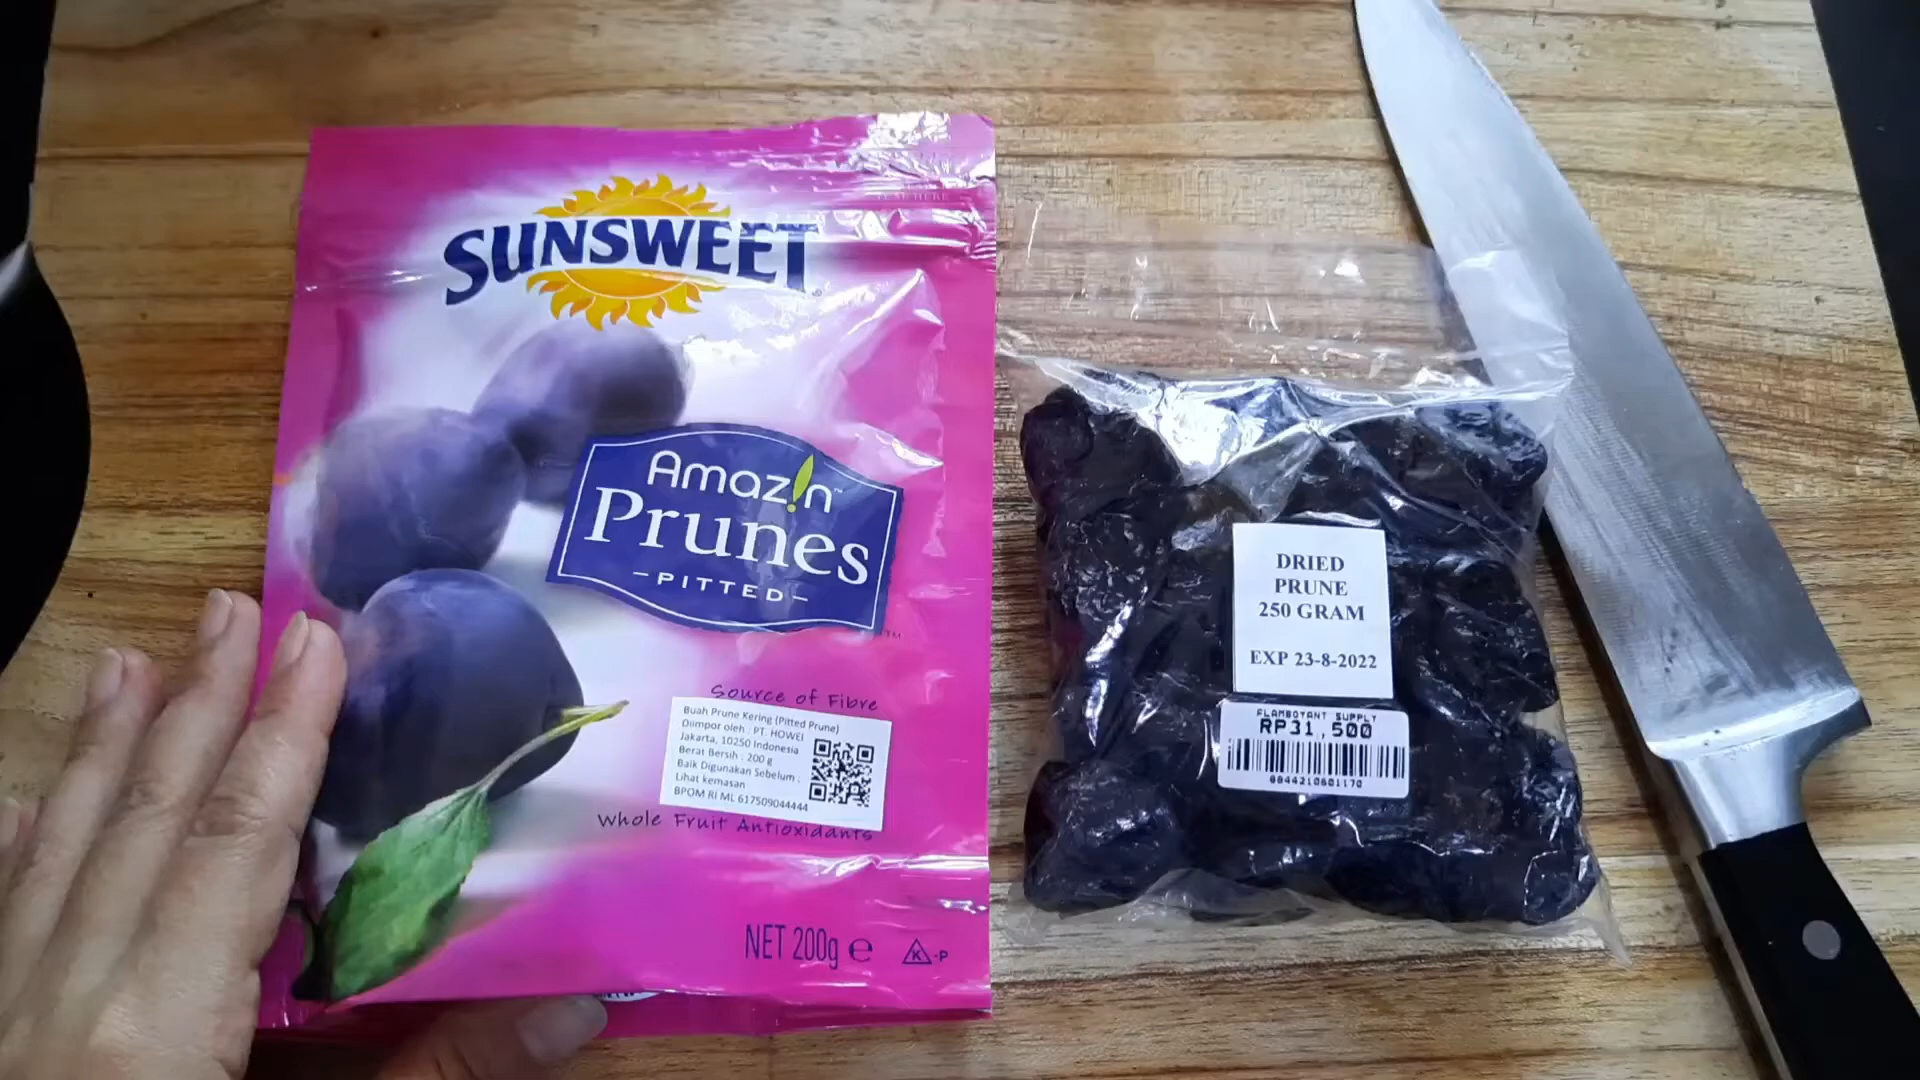 SUNSWEET
Amaz!n™
Prunes
-PITTED-
Source of Fibre
Buah Prune Kering (Pitted Prune)
Diimpor oleh : PT. HOWEI
Jakarta, 10250 Indonesia
Berat Bersih : 200 g
Baik Digunakan Sebelum :
Lihat kemasan
BPOM RI ML 617509044444
Whole Fruit Antioxidants
NET 200g e K-P
DRIED
PRUNE
250 GRAM
EXP 23-8-2022
FLAMBOYANT SUPPLY
RP31,500
8844210601170